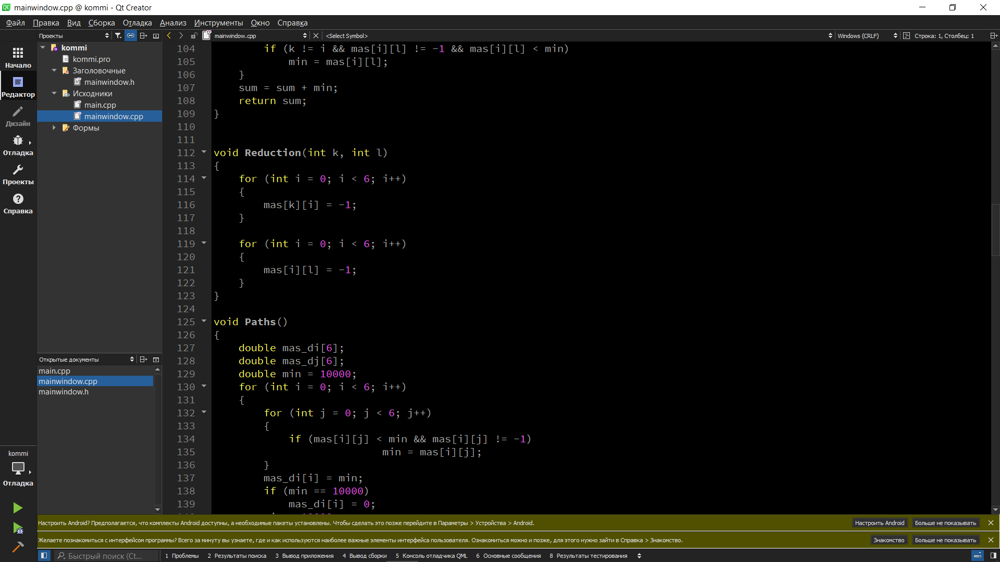 mainwindow.cpp @ kommi - Qt Creator
Файл Правка Вид Сборка Отладка Анализ Инструменты Окно Справка
Проекты
mainwindow.cpp
<Select Symbol>
Windows (CRLF)
Строка: 1, Столбец: 1
Начало
Редактор
Дизайн
Отладка
Проекты
Справка
kommi
kommi.pro
Заголовочные
mainwindow.h
Исходники
main.cpp
mainwindow.cpp
Формы
104         if (k != i && mas[i][l] != -1 && mas[i][l] < min)
105             min = mas[i][l];
106     }
107     sum = sum + min;
108     return sum;
109 }
110
111
112 void Reduction(int k, int l)
113 {
114     for (int i = 0; i < 6; i++)
115     {
116         mas[k][i] = -1;
117     }
118
119     for (int i = 0; i < 6; i++)
120     {
121         mas[i][l] = -1;
122     }
123 }
124
125 void Paths()
126 {
127     double mas_di[6];
128     double mas_dj[6];
129     double min = 10000;
130     for (int i = 0; i < 6; i++)
131     {
132         for (int j = 0; j < 6; j++)
133         {
134             if (mas[i][j] < min && mas[i][j] != -1)
135                            min = mas[i][j];
136         }
137         mas_di[i] = min;
138         if (min == 10000)
139             mas_di[i] = 0;
Открытые документы
main.cpp
mainwindow.cpp
mainwindow.h
kommi
Отладка
Настроить Android? Предполагается, что комплекты Android доступны, а необходимые пакеты установлены. Чтобы сделать это позже перейдите в Параметры > Устройства > Android.
Настроить Android
Больше не показывать
Желаете познакомиться с интерфейсом программы? Всего за минуту вы узнаете, где и как используются наиболее важные элементы интерфейса пользователя. Ознакомиться можно и позже, для этого нужно зайти в Справка > Знакомство.
Знакомство
Больше не показывать
Быстрый поиск (Ct...
1 Проблемы 2 Результаты поиска 3 Вывод приложения 4 Вывод сборки 5 Консоль отладчика QML 6 Основные сообщения 8 Результаты тестирования